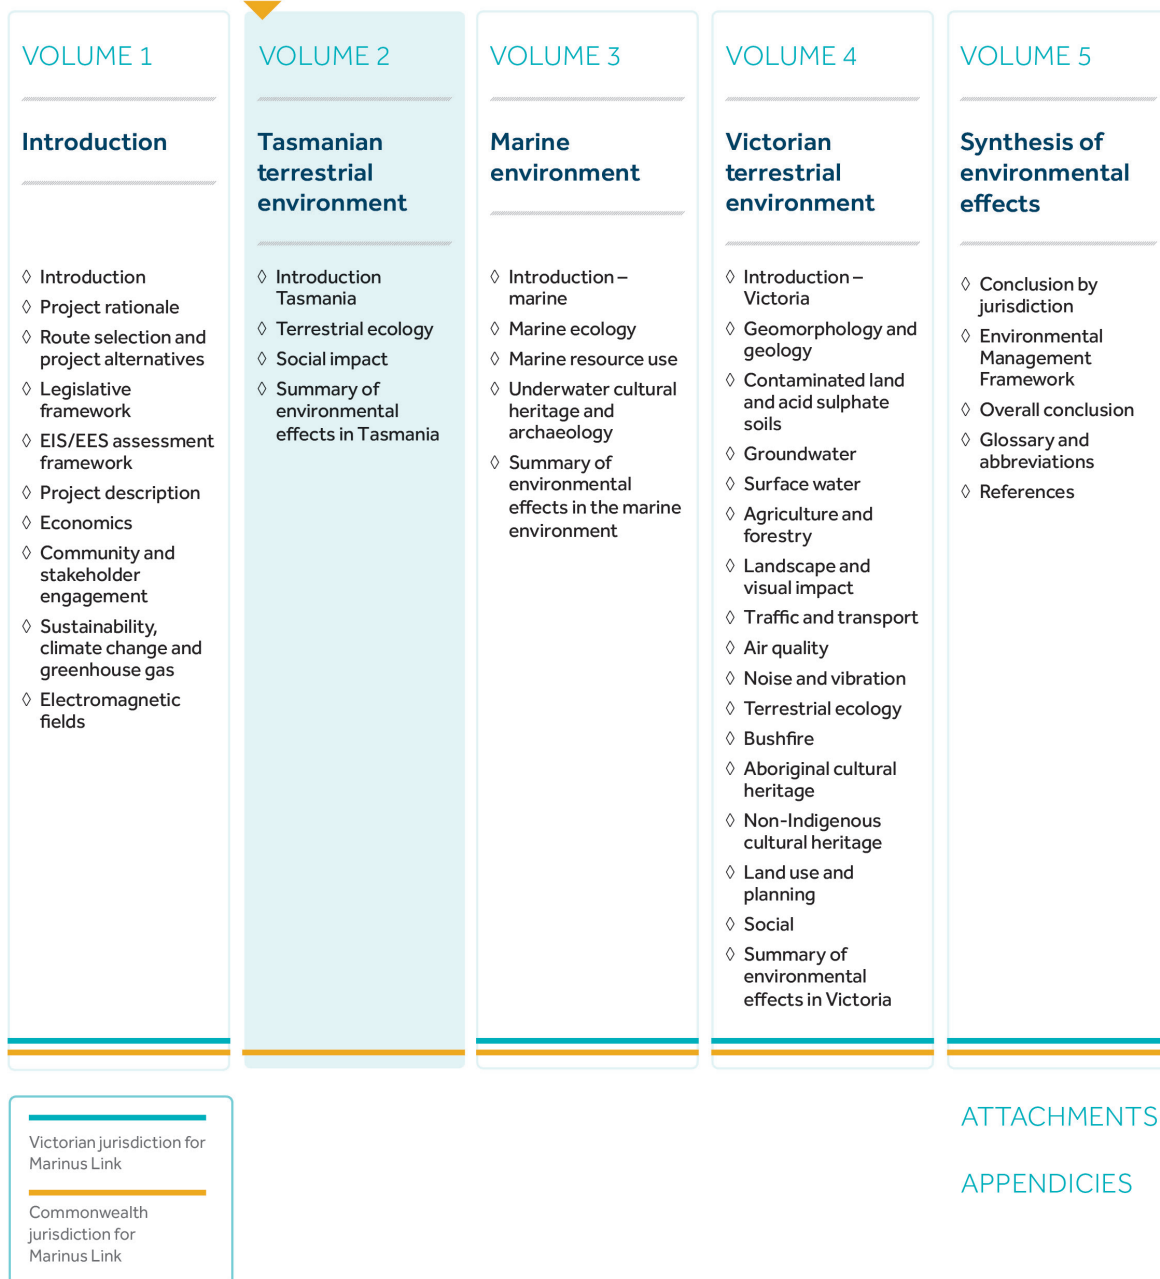 VOLUME 1
Introduction
◊ Introduction
◊ Project rationale
◊ Route selection and
project alternatives
◊ Legislative
framework
◊ EIS/EES assessment
framework
◊ Project description
◊ Economics
◊ Community and
stakeholder
engagement
◊ Sustainability,
climate change and
greenhouse gas
◊ Electromagnetic
fields
VOLUME 2
Tasmanian
terrestrial
environment
◊ Introduction
Tasmania
◊ Terrestrial ecology
◊ Social impact
◊ Summary of
environmental
effects in Tasmania
VOLUME 3
Marine
environment
◊ Introduction –
marine
◊ Marine ecology
◊ Marine resource use
◊ Underwater cultural
heritage and
archaeology
◊ Summary of
environmental
effects in the marine
environment
VOLUME 4
Victorian
terrestrial
environment
◊ Introduction –
Victoria
◊ Geomorphology and
geology
◊ Contaminated land
and acid sulphate
soils
◊ Groundwater
◊ Surface water
◊ Agriculture and
forestry
◊ Landscape and
visual impact
◊ Traffic and transport
◊ Air quality
◊ Noise and vibration
◊ Terrestrial ecology
◊ Bushfire
◊ Aboriginal cultural
heritage
◊ Non-Indigenous
cultural heritage
◊ Land use and
planning
◊ Social
◊ Summary of
environmental
effects in Victoria
VOLUME 5
Synthesis of
environmental
effects
◊ Conclusion by
jurisdiction
◊ Environmental
Management
Framework
◊ Overall conclusion
◊ Glossary and
abbreviations
◊ References
Victorian jurisdiction for
Marinus Link
Commonwealth
jurisdiction for
Marinus Link
ATTACHMENTS
APPENDICIES